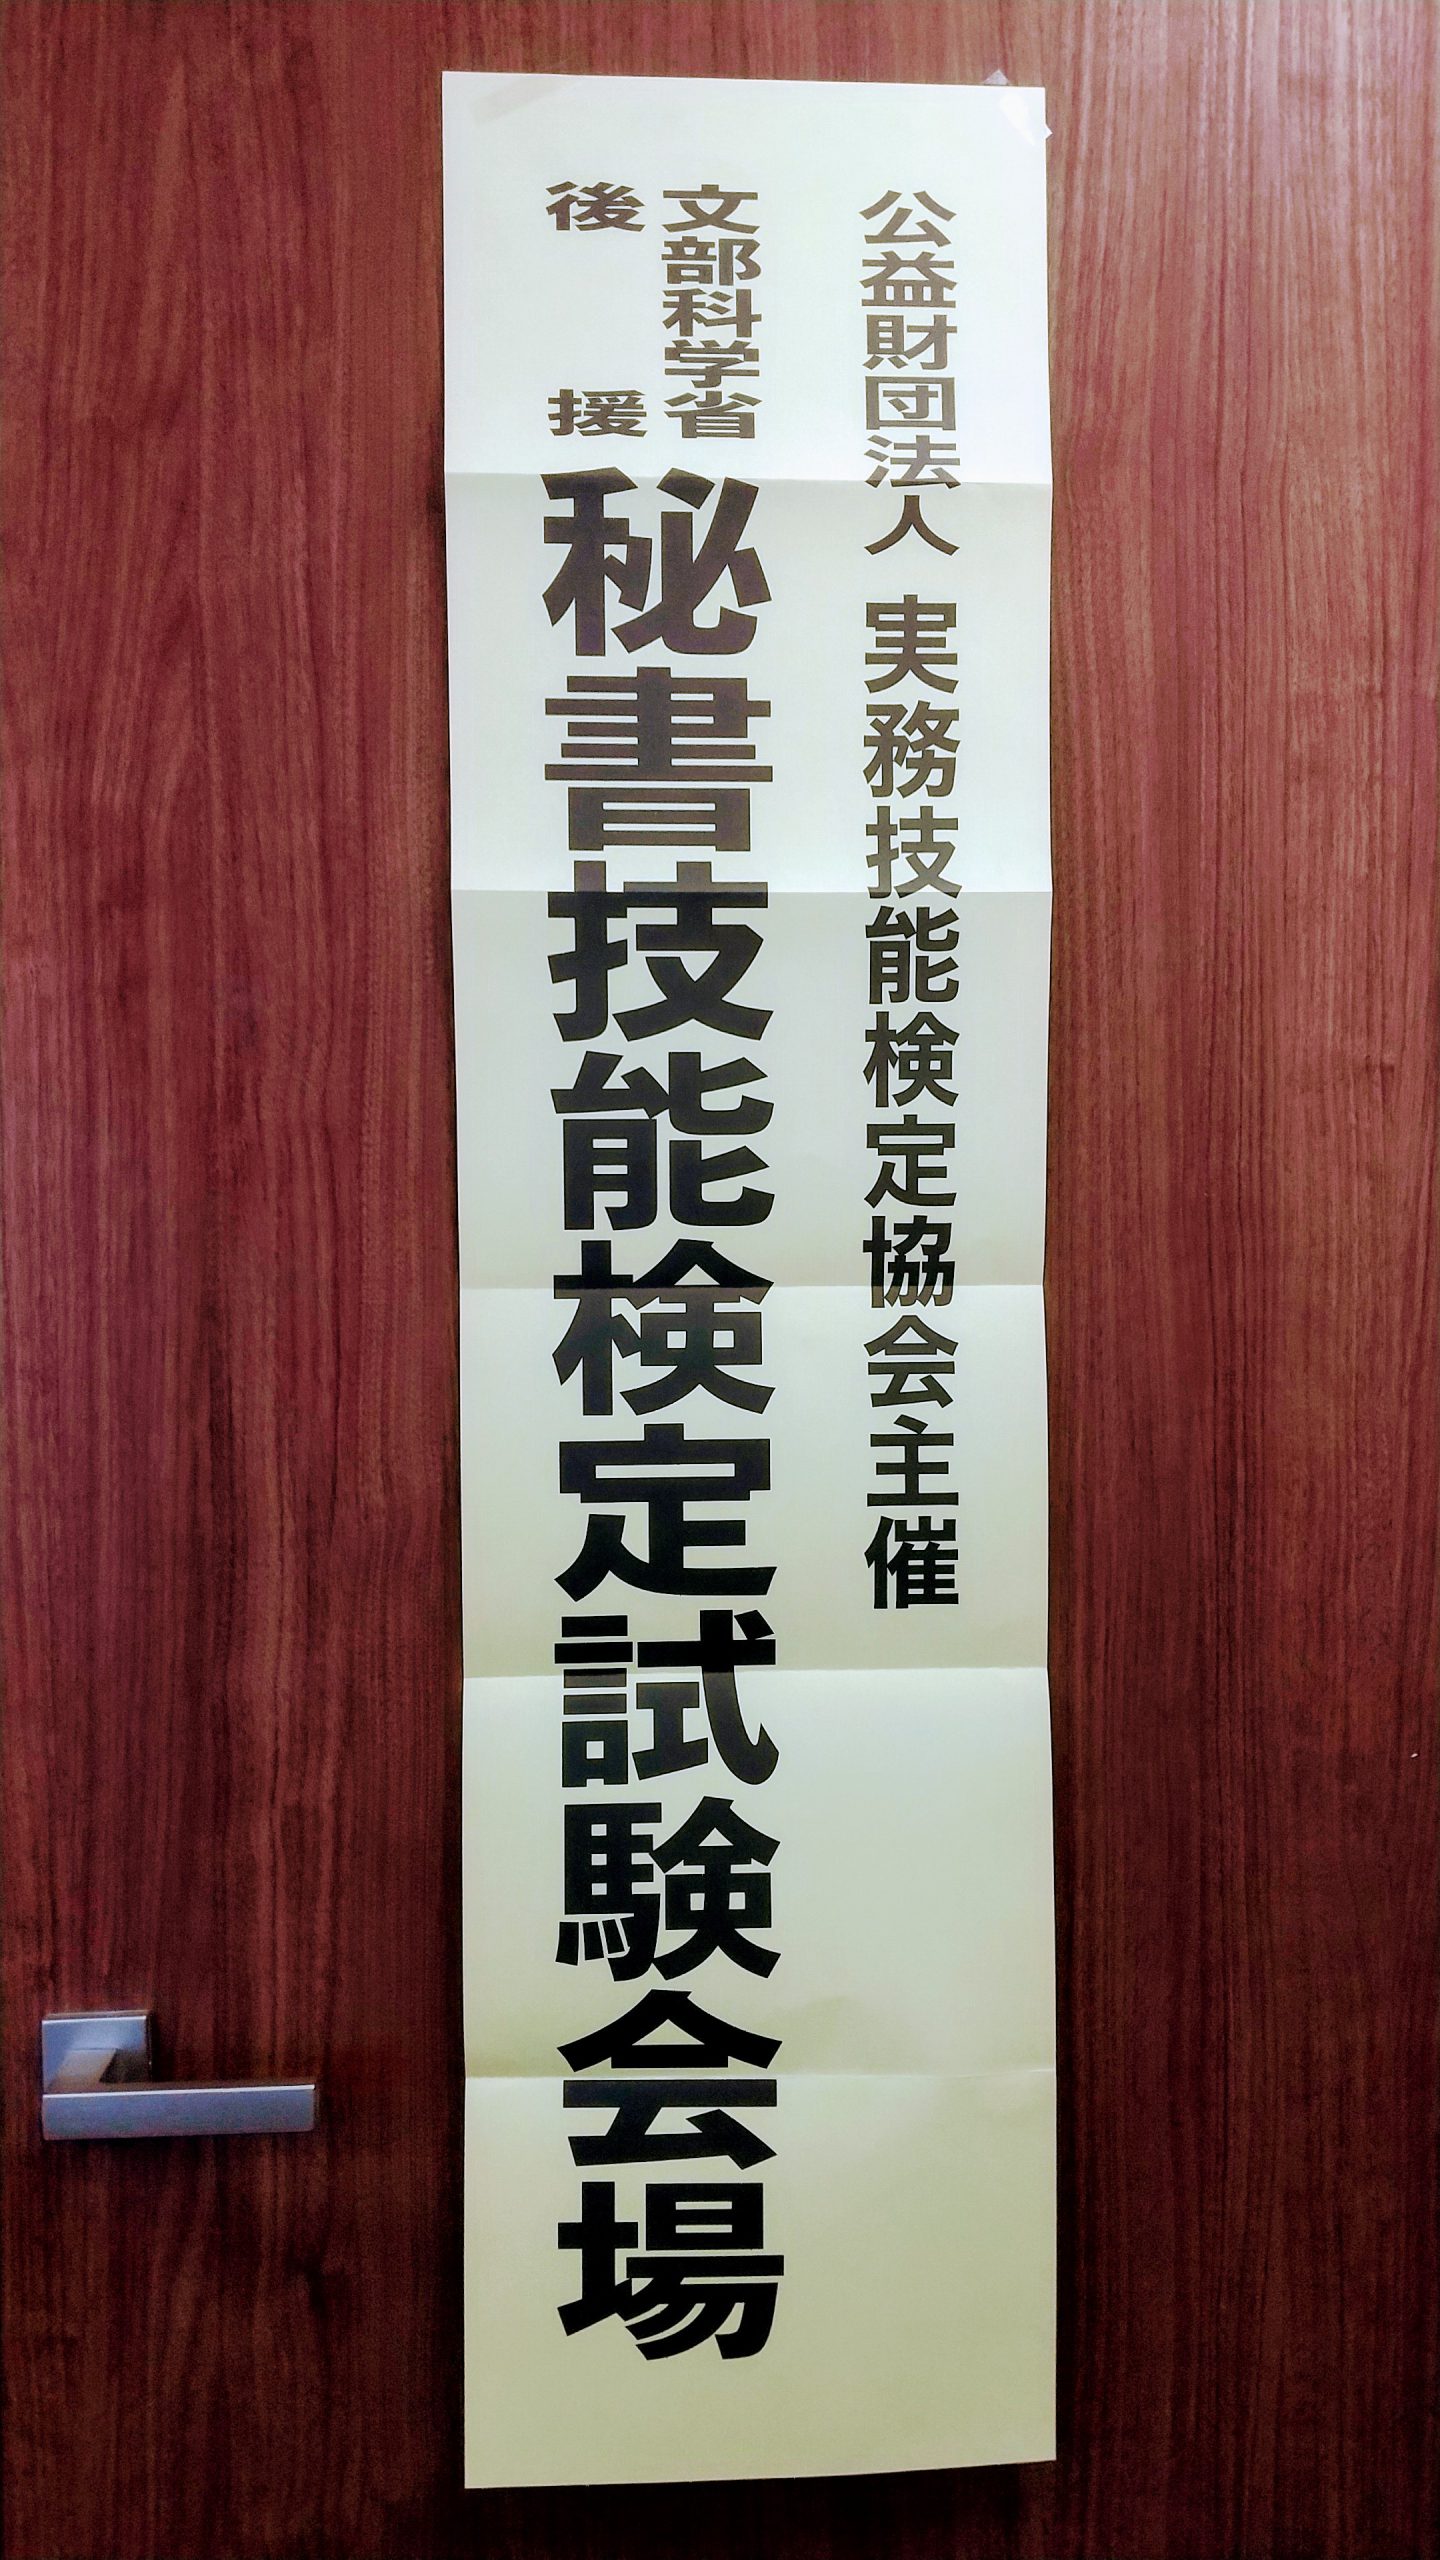 公益財団法人 実務技能検定協会主催
文部科学省
後援
秘書技能検定試験会場